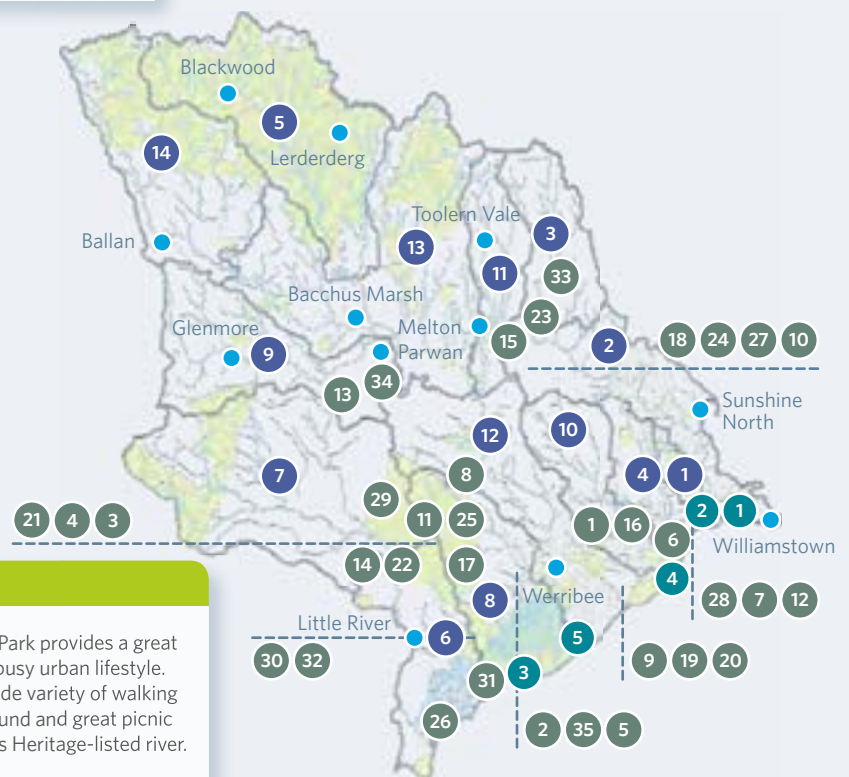 Blackwood
5
Lerderderg
14
Toolern Vale
3
Ballan
13
11
33
Bacchus Marsh
23
Glenmore
Melton
15
2
18 24 27 10
9
Parwan
34
13
Sunshine
North
12
10
7
8
4 1
29
11 25
21 4 3
1 16
2 1
6
Williamstown
14 22
17
4
Werribee
8
28 7 12
Little River
6
5
30 32
9 19 20
31
3
26
2 35 5
Park provides a great
busy urban lifestyle.
de variety of walking
und and great picnic
s Heritage-listed river.